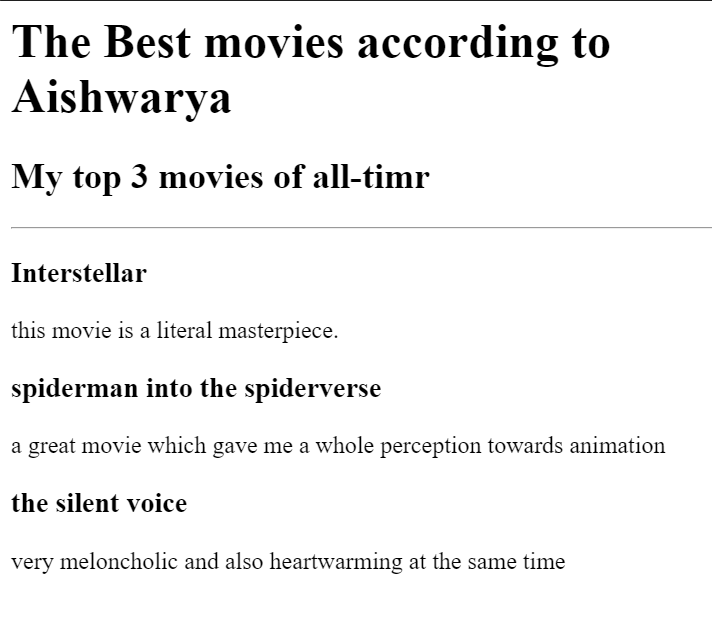 The Best movies according to
Aishwarya
My top 3 movies of all-timr
Interstellar
this movie is a literal masterpiece.
spiderman into the spiderverse
a great movie which gave me a whole perception towards animation
the silent voice
very meloncholic and also heartwarming at the same time